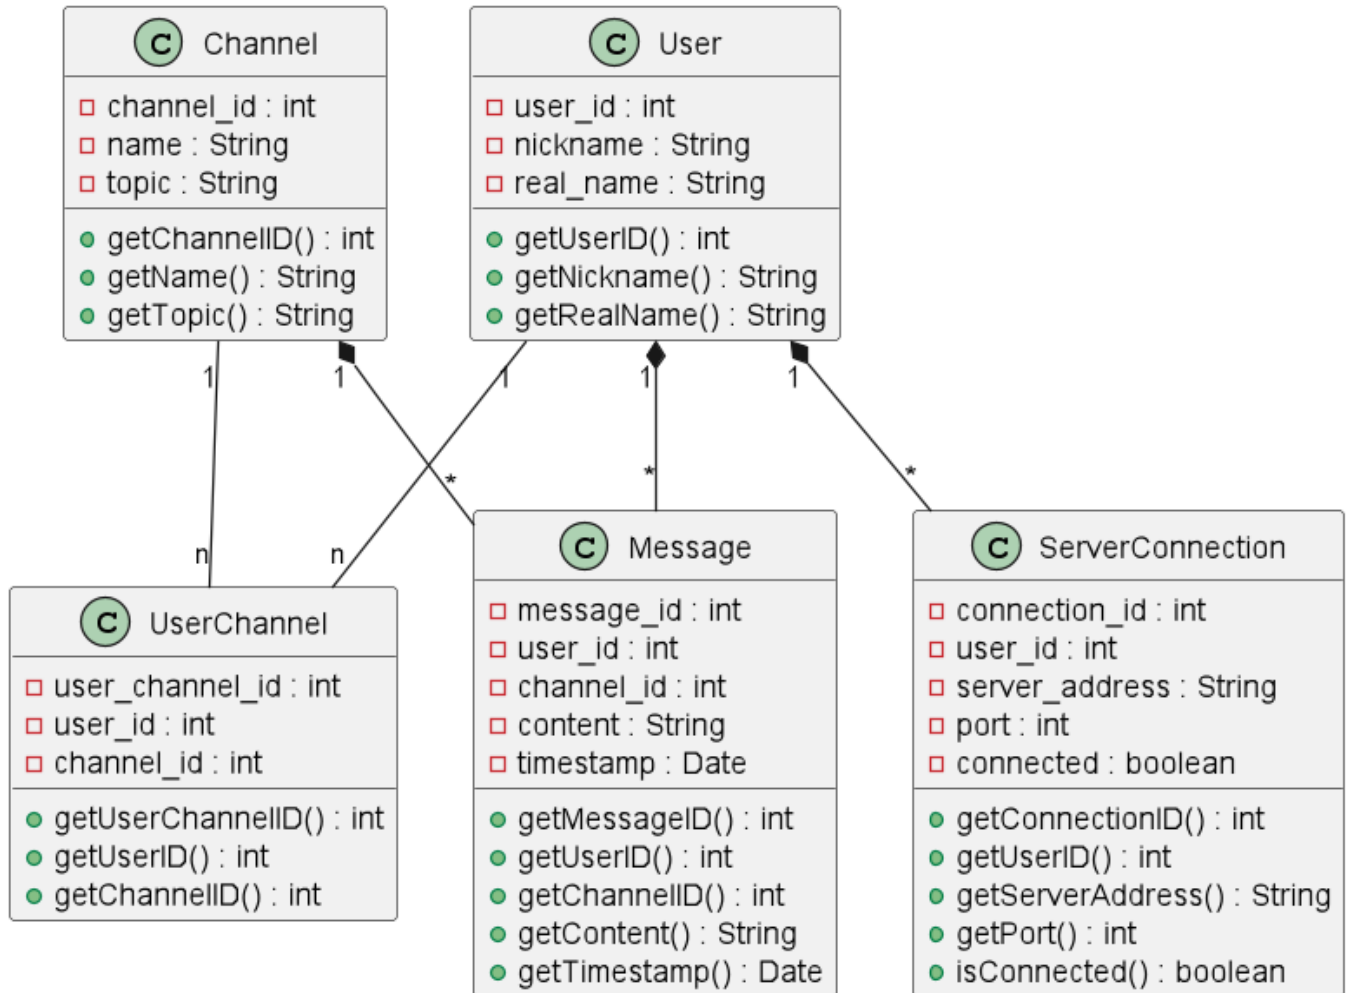 C Channel
channel_id : int
name : String
topic : String
getChannelID() : int
getName() : String
getTopic() : String
C User
user_id : int
nickname : String
real_name : String
getUserID() : int
getNickname() : String
getRealName() : String
1
1
1
1
1
n
n
*
*
*
C UserChannel
user_channel_id : int
user_id : int
channel_id : int
getUserChannelID() : int
getUserID() : int
getChannelID() : int
C Message
message_id : int
user_id : int
channel_id : int
content : String
timestamp : Date
getMessageID() : int
getUserID() : int
getChannelID() : int
getContent() : String
getTimestamp() : Date
C ServerConnection
connection_id : int
user_id : int
server_address : String
port : int
connected : boolean
getConnectionID() : int
getUserID() : int
getServerAddress() : String
getPort() : int
isConnected() : boolean